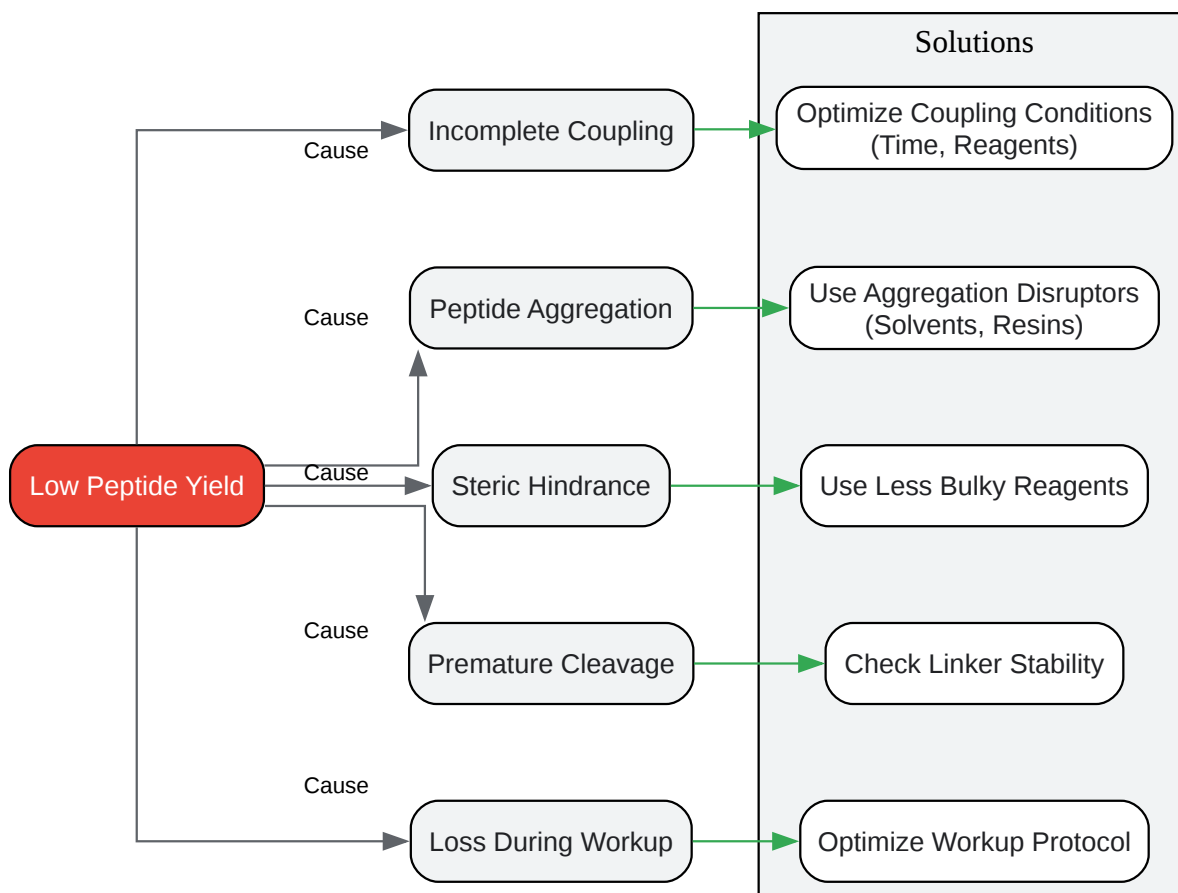 Solutions
Incomplete Coupling
Optimize Coupling Conditions
(Time, Reagents)
Cause
Peptide Aggregation
Use Aggregation Disruptors
(Solvents, Resins)
Cause
Low Peptide Yield
Cause
Steric Hindrance
Use Less Bulky Reagents
Cause
Premature Cleavage
Check Linker Stability
Cause
Loss During Workup
Optimize Workup Protocol